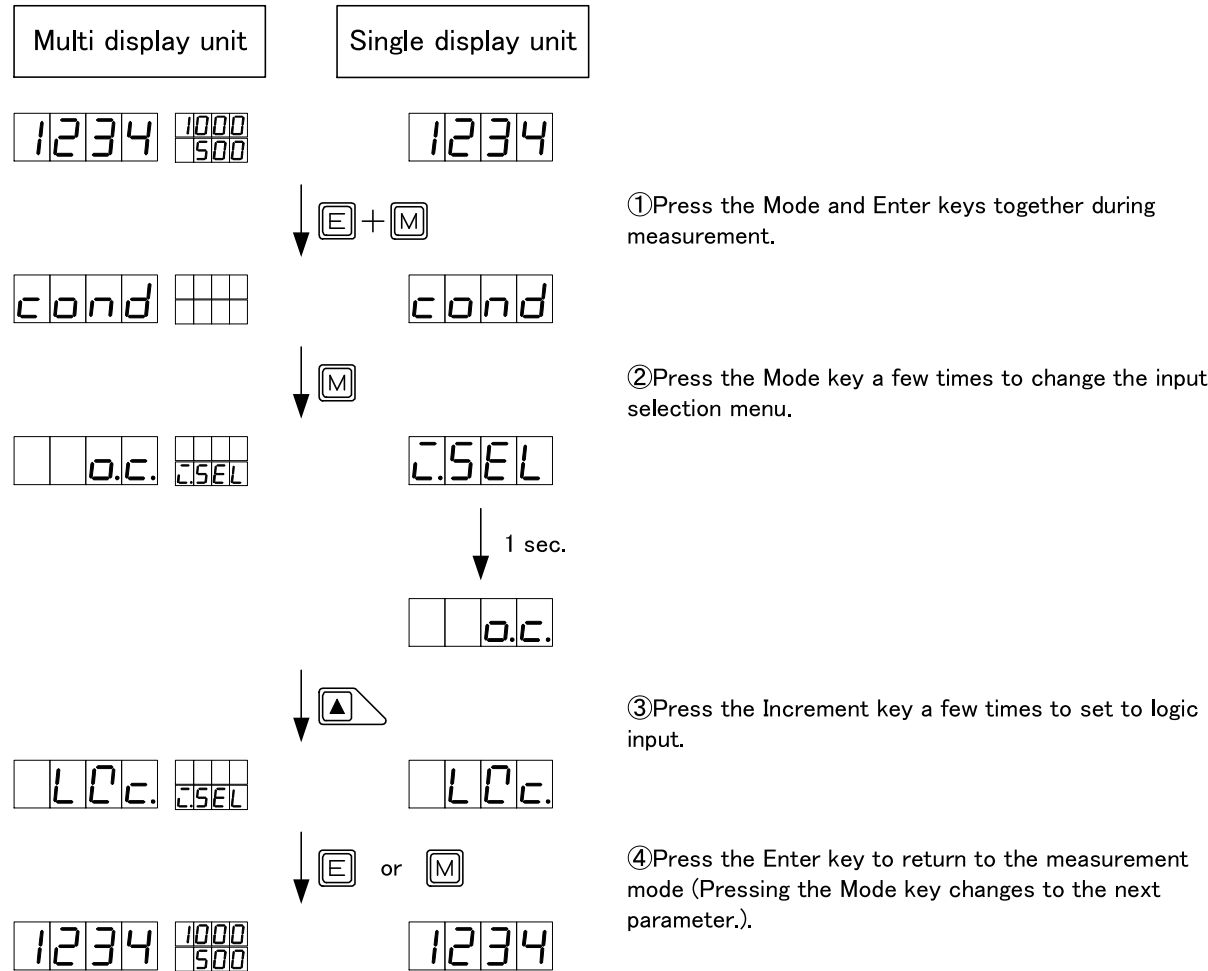 Multi display unit
Single display unit
1234 1000
500
1234
E + M
①Press the Mode and Enter keys together during
measurement.
cond
cond
M
②Press the Mode key a few times to change the input
selection menu.
o.c. i.SEL
i.SEL
1 sec.
o.c.
▲
③Press the Increment key a few times to set to logic
input.
i.SEL
E or M
④Press the Enter key to return to the measurement
mode (Pressing the Mode key changes to the next
parameter.).
1234 1000
500
1234